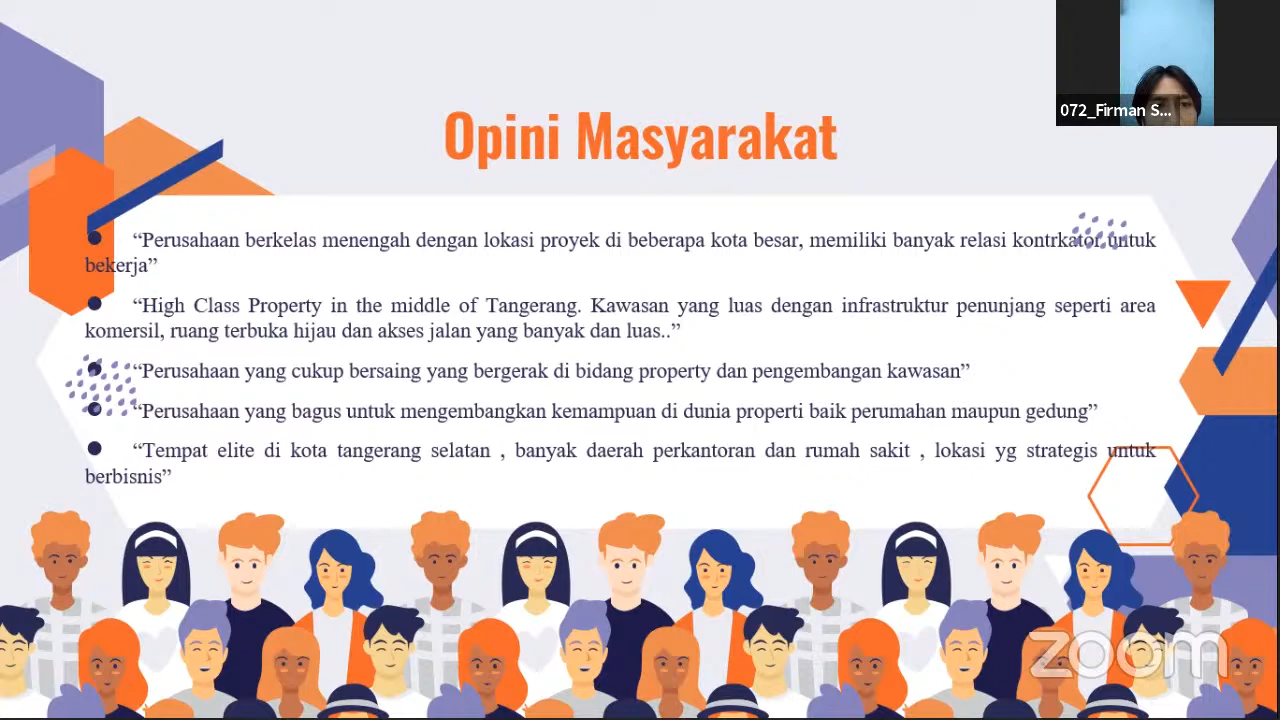 072_Firman S...
Opini Masyarakat
● “Perusahaan berkelas menengah dengan lokasi proyek di beberapa kota besar, memiliki banyak relasi kontrkator untuk
bekerja”
● “High Class Property in the middle of Tangerang. Kawasan yang luas dengan infrastruktur penunjang seperti area
komersil, ruang terbuka hijau dan akses jalan yang banyak dan luas..”
● “Perusahaan yang cukup bersaing yang bergerak di bidang property dan pengembangan kawasan”
● “Perusahaan yang bagus untuk mengembangkan kemampuan di dunia properti baik perumahan maupun gedung”
● “Tempat elite di kota tangerang selatan , banyak daerah perkantoran dan rumah sakit , lokasi yg strategis untuk
berbisnis”
zoom